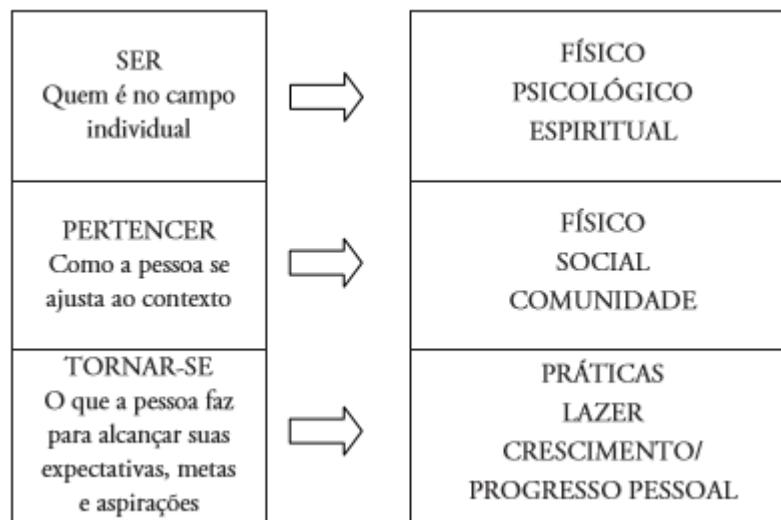 SER
Quem é no campo
individual
FÍSICO
PSICOLÓGICO
ESPIRITUAL
PERTENCER
Como a pessoa se
ajusta ao contexto
FÍSICO
SOCIAL
COMUNIDADE
TORNAR-SE
O que a pessoa faz
para alcançar suas
expectativas, metas
e aspirações
PRÁTICAS
LAZER
CRESCIMENTO/
PROGRESSO PESSOAL